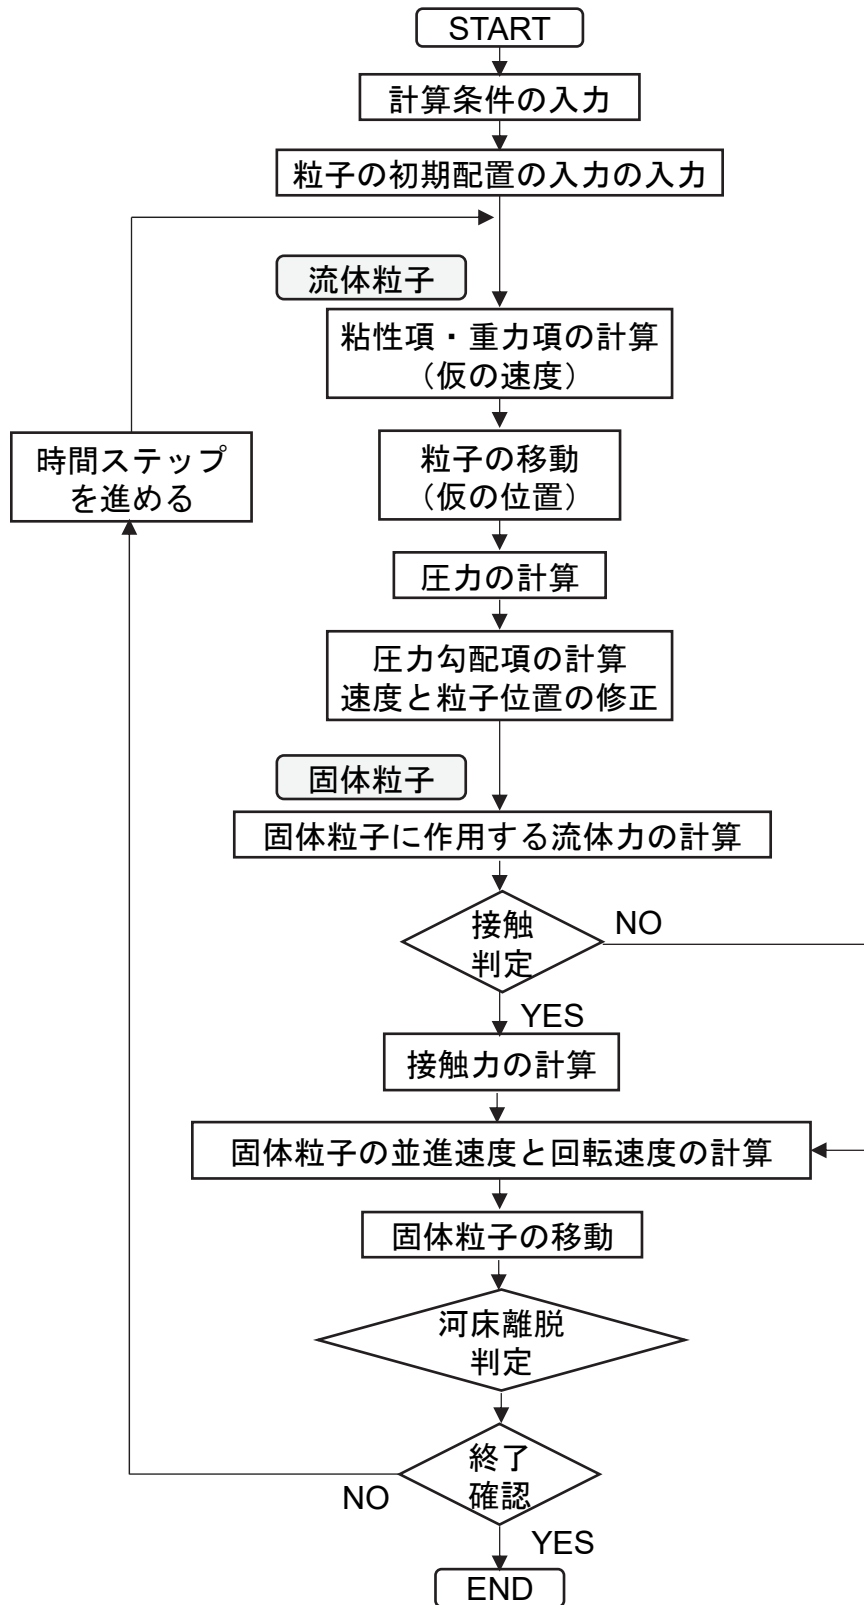 START
計算条件の入力
粒子の初期配置の入力の入力
流体粒子
粘性項・重力項の計算
（仮の速度）
時間ステップ
を進める
粒子の移動
（仮の位置）
圧力の計算
圧力勾配項の計算
速度と粒子位置の修正
固体粒子
固体粒子に作用する流体力の計算
接触
判定
NO
YES
接触力の計算
固体粒子の並進速度と回転速度の計算
固体粒子の移動
河床離脱
判定
終了
確認
NO
YES
END